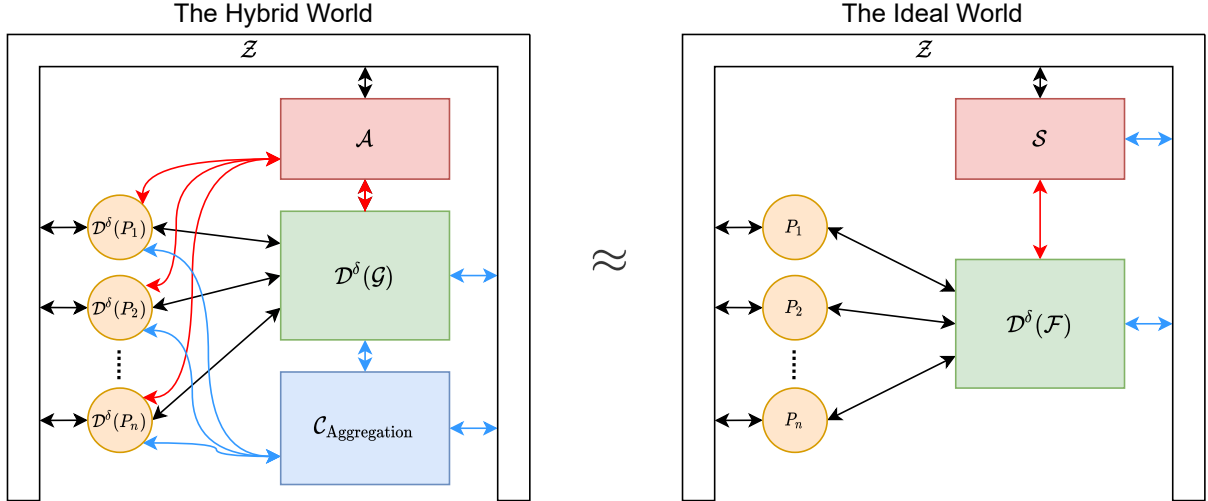 The Hybrid World
𝒵
𝒜
𝒟^δ(P₁)
𝒟^δ(P₂)
𝒟^δ(Pₙ)
𝒟^δ(𝒢)
𝒞_Aggregation
≈
The Ideal World
𝒵
𝒮
P₁
P₂
Pₙ
𝒟^δ(ℱ)